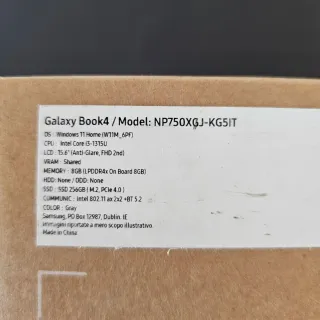 Galaxy Book4 / Model: NP750XGJ-KG5IT
OS : Windows 11 Home (W11M_6PF)
CPU : Intel Core i3-1315U
LCD : 15.6" (Anti-Glare, FHD 2nd)
VRAM : Shared
MEMORY : 8GB (LPDDR4x On Board 8GB)
HDD : None / ODD: None
SSD : SSD 256GB ( M.2, PCIe 4.0 )
CUMMUNIC : Intel 802.11 ax 2x2 +BT 5.2
COLOR : Gray
Samsung, PO Box 12987, Dublin. IE
Immagini riportate a mero scopo illustrativo
Made in China